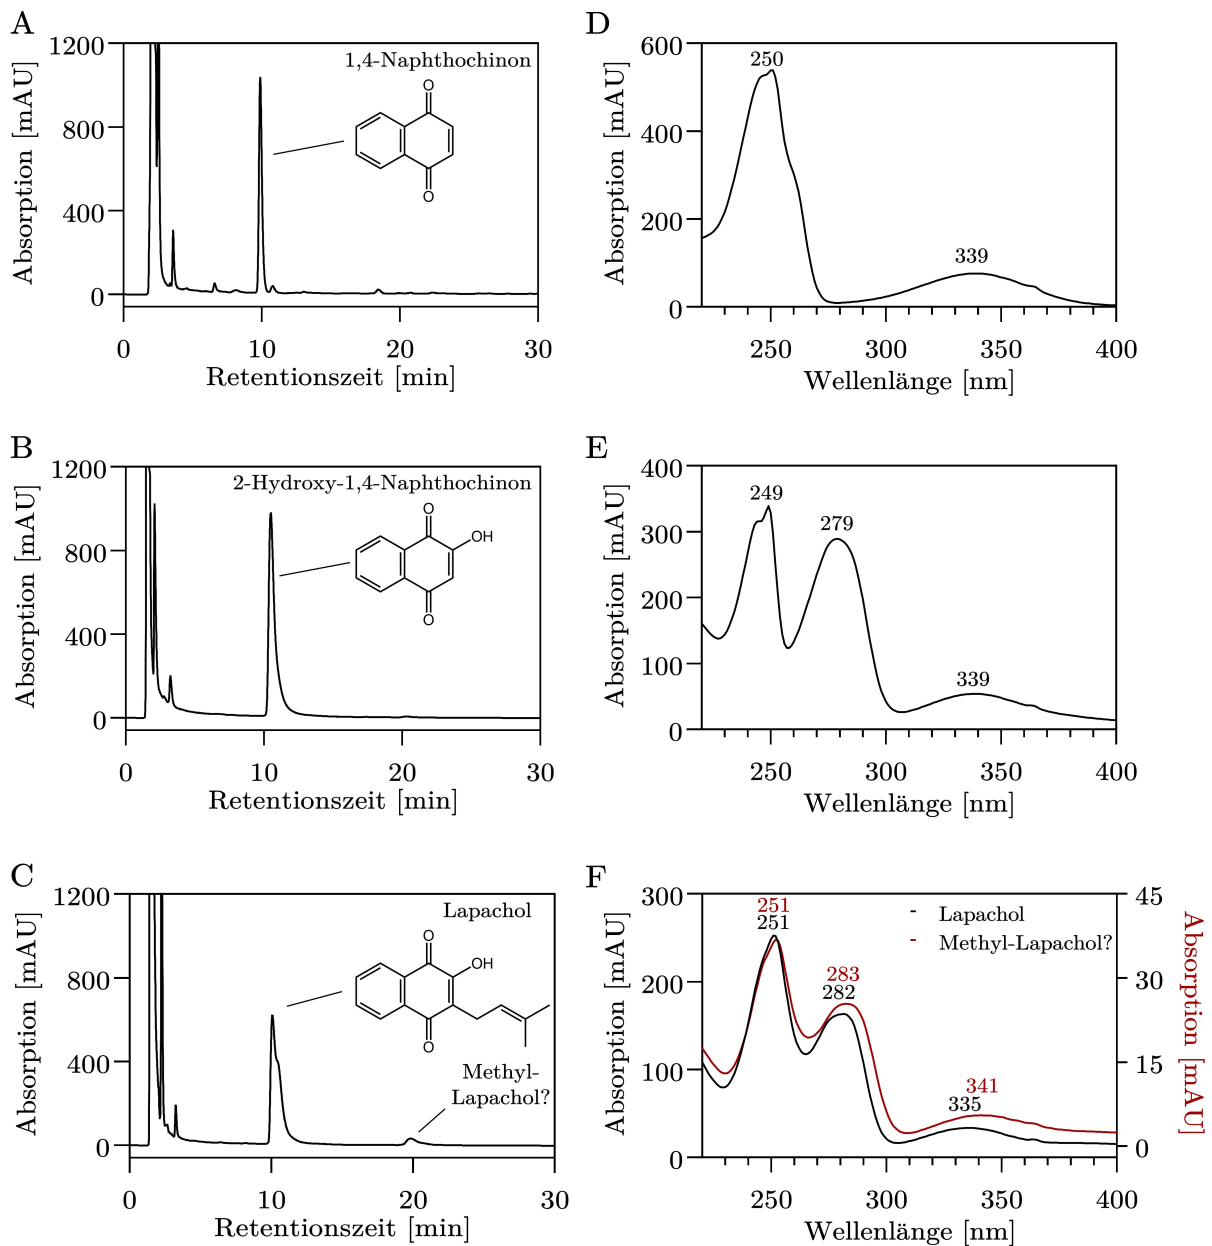 A
1200
800
400
0
Absorption [mAU]
1,4-Naphthochinon
O
O
0
10
20
30
Retentionszeit [min]
D
600
400
200
0
Absorption [mAU]
250
339
250
300
350
400
Wellenlänge [nm]
B
1200
800
400
0
Absorption [mAU]
2-Hydroxy-1,4-Naphthochinon
O
OH
O
0
10
20
30
Retentionszeit [min]
E
400
300
200
100
0
Absorption [mAU]
249
279
339
250
300
350
400
Wellenlänge [nm]
C
1200
800
400
0
Absorption [mAU]
Lapachol
O
OH
O
Methyl-
Lapachol?
0
10
20
30
Retentionszeit [min]
F
300
200
100
0
Absorption [mAU]
251
251
283
282
341
335
Lapachol
Methyl-Lapachol?
45
30
15
0
Absorption [mAU]
250
300
350
400
Wellenlänge [nm]